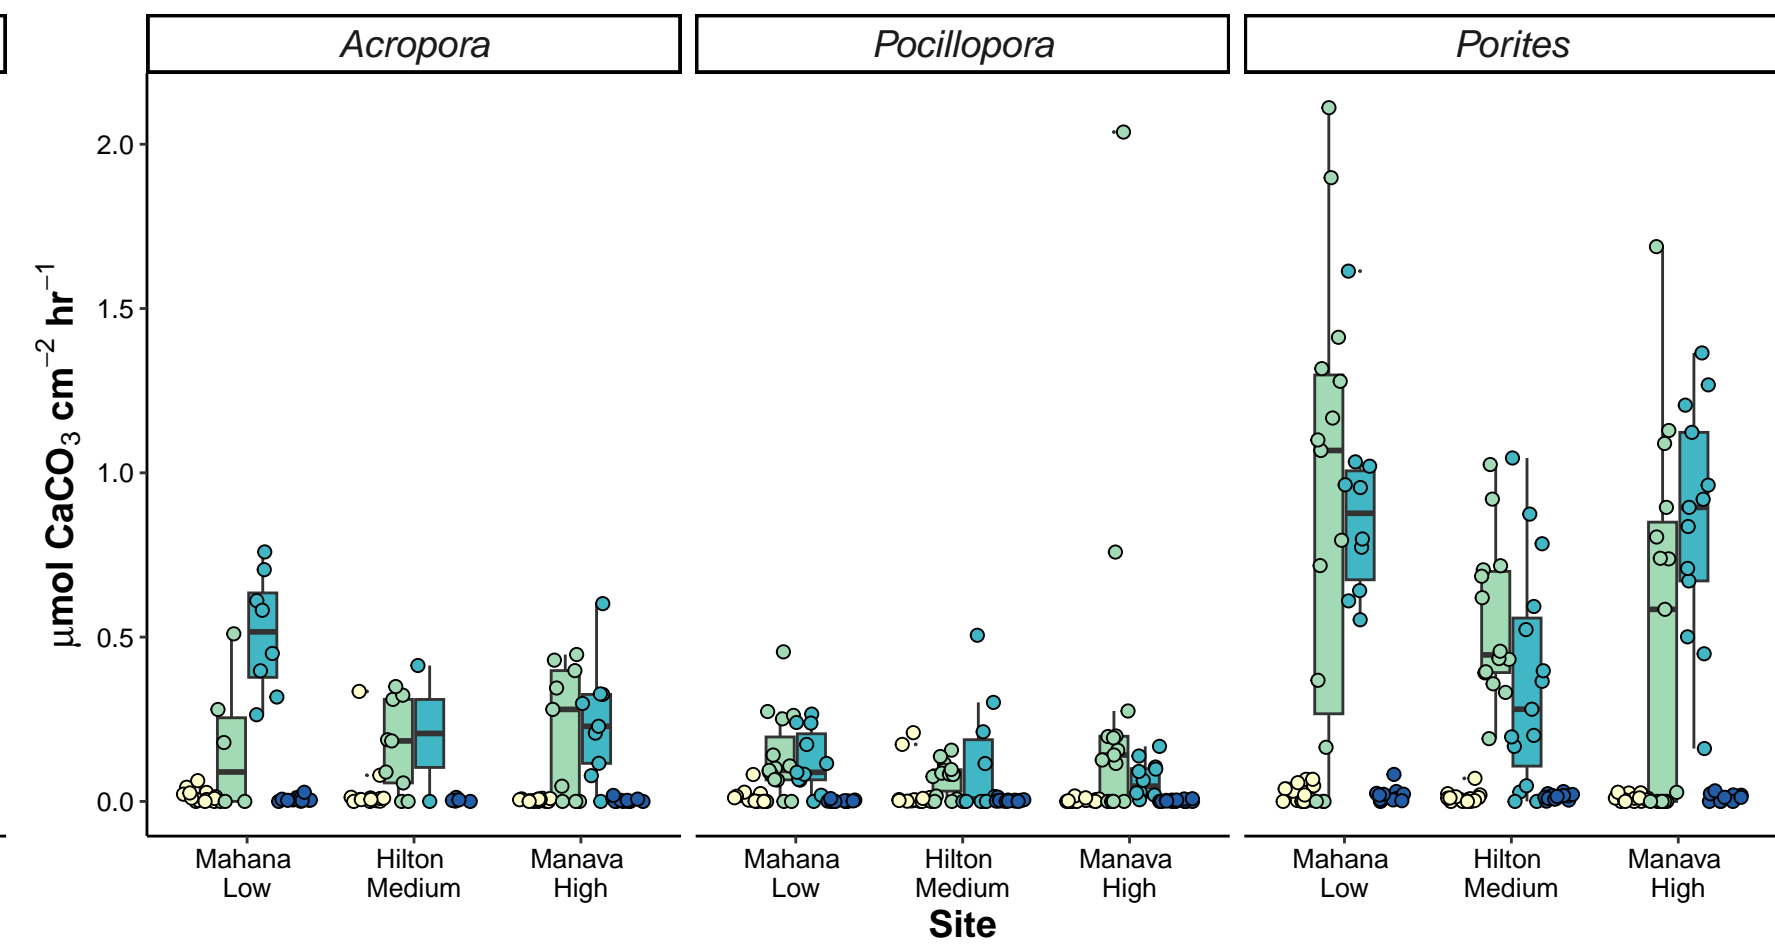 Acropora Pocillopora Porites
2.0
1.5
1.0
0.5
0.0
μmol CaCO₃ cm⁻² hr⁻¹
Mahana Hilton Manava Mahana Hilton Manava Mahana Hilton Manava
Low Medium High Low Medium High Low Medium High
Site